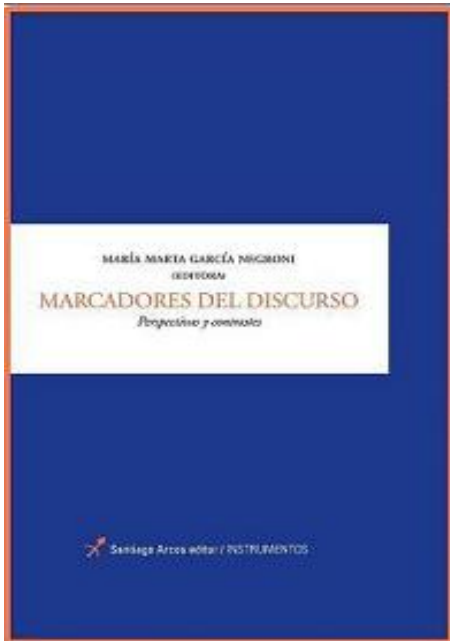 MARÍA MARTA GARCÍA NEGRONI
(EDITORA)
MARCADORES DEL DISCURSO
Perspectivas y contrastes
Santiago Arcos editor / INSTRUMENTOS